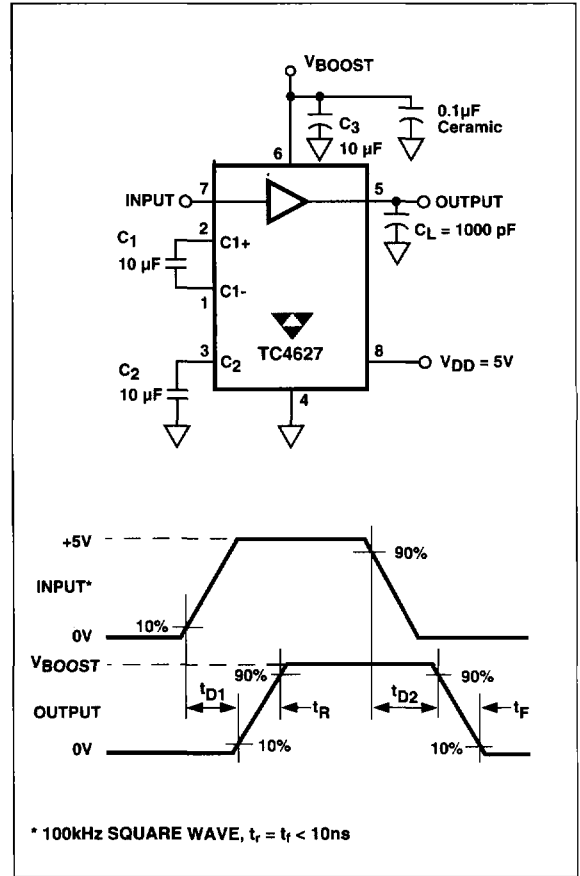 VBOOST
C3
10 µF
0.1µF
Ceramic
6
INPUT
7
5
OUTPUT
CL = 1000 pF
C1
10 µF
2
C1+
C1-
1
TC4627
C2
10 µF
3
C2
8
VDD = 5V
4
+5V
INPUT*
0V
10%
90%
VBOOST
OUTPUT
0V
tD1
90%
tR
10%
tD2
90%
tF
10%
* 100kHz SQUARE WAVE, tr = tf < 10ns